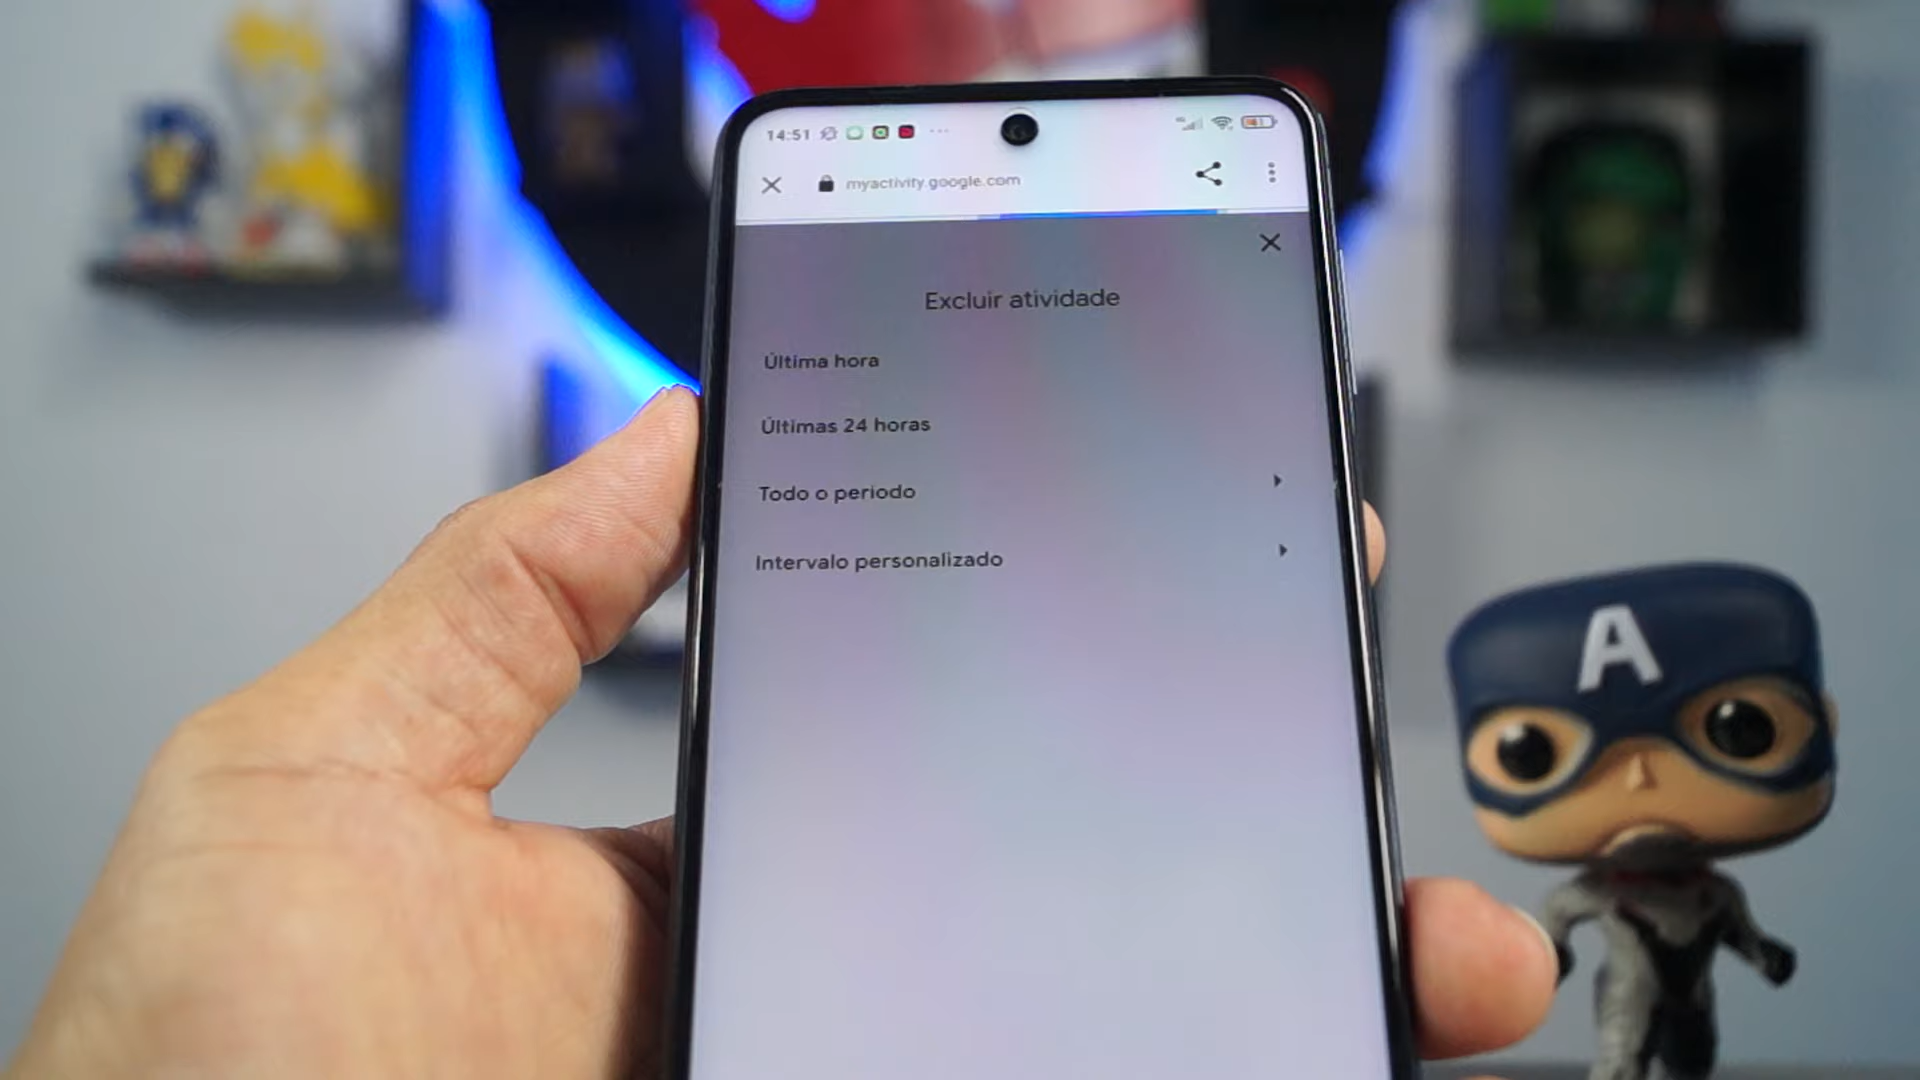 14:51
myactivity.google.com
Excluir atividade
Última hora
Últimas 24 horas
Todo o período
Intervalo personalizado
A